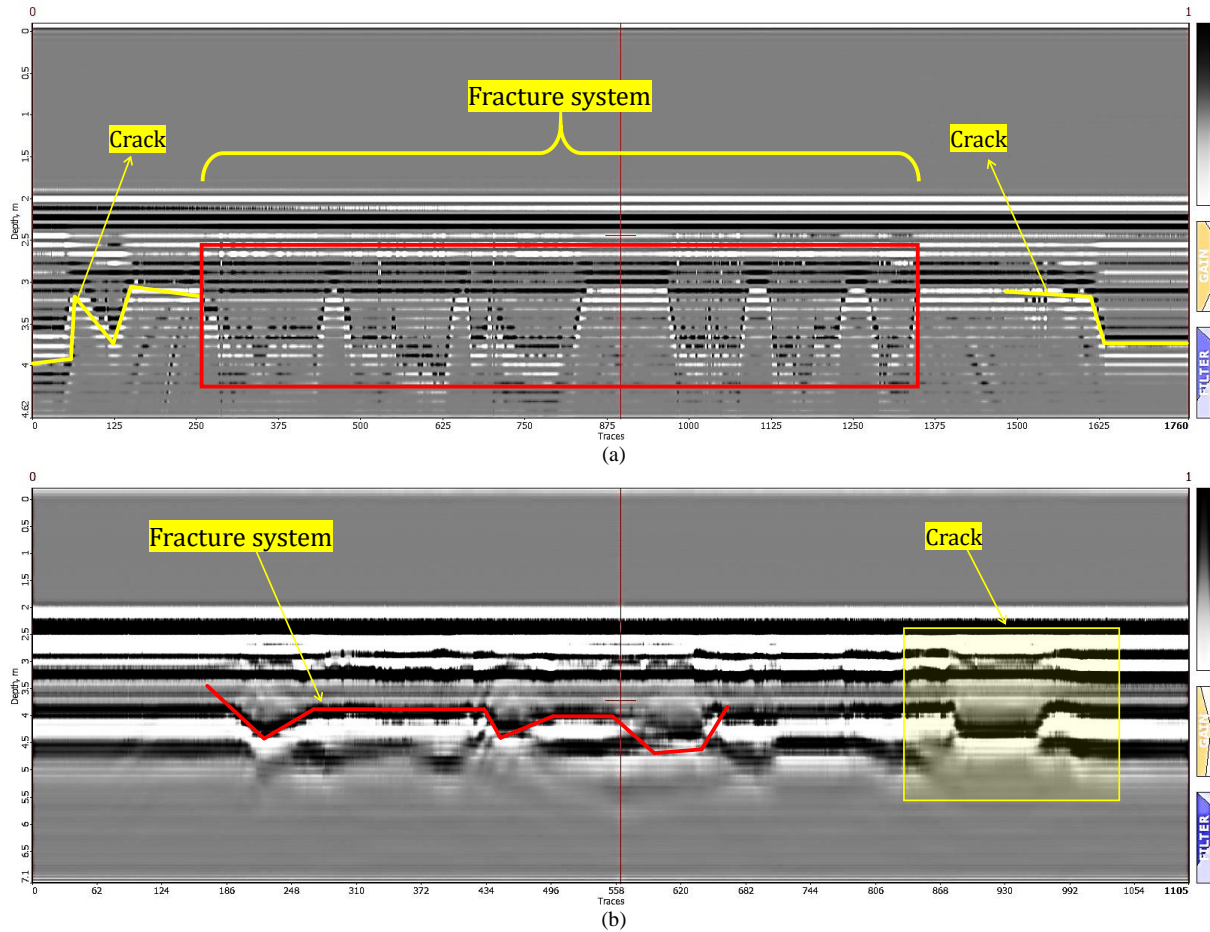 0 1
Fracture system
Crack Crack
0
0.5
1
1.5
2
2.5
3
3.5
4
4.62
Depth, m
GAIN
FILTER
0 125 250 375 500 625 750 875 1000 1125 1250 1375 1500 1625 1760
Traces
(a)
0 1
Fracture system Crack
0
0.5
1
1.5
2
2.5
3
3.5
4
4.5
5
5.5
6
6.5
7.1
Depth, m
GAIN
FILTER
0 62 124 186 248 310 372 434 496 558 620 682 744 806 868 930 992 1054 1105
Traces
(b)